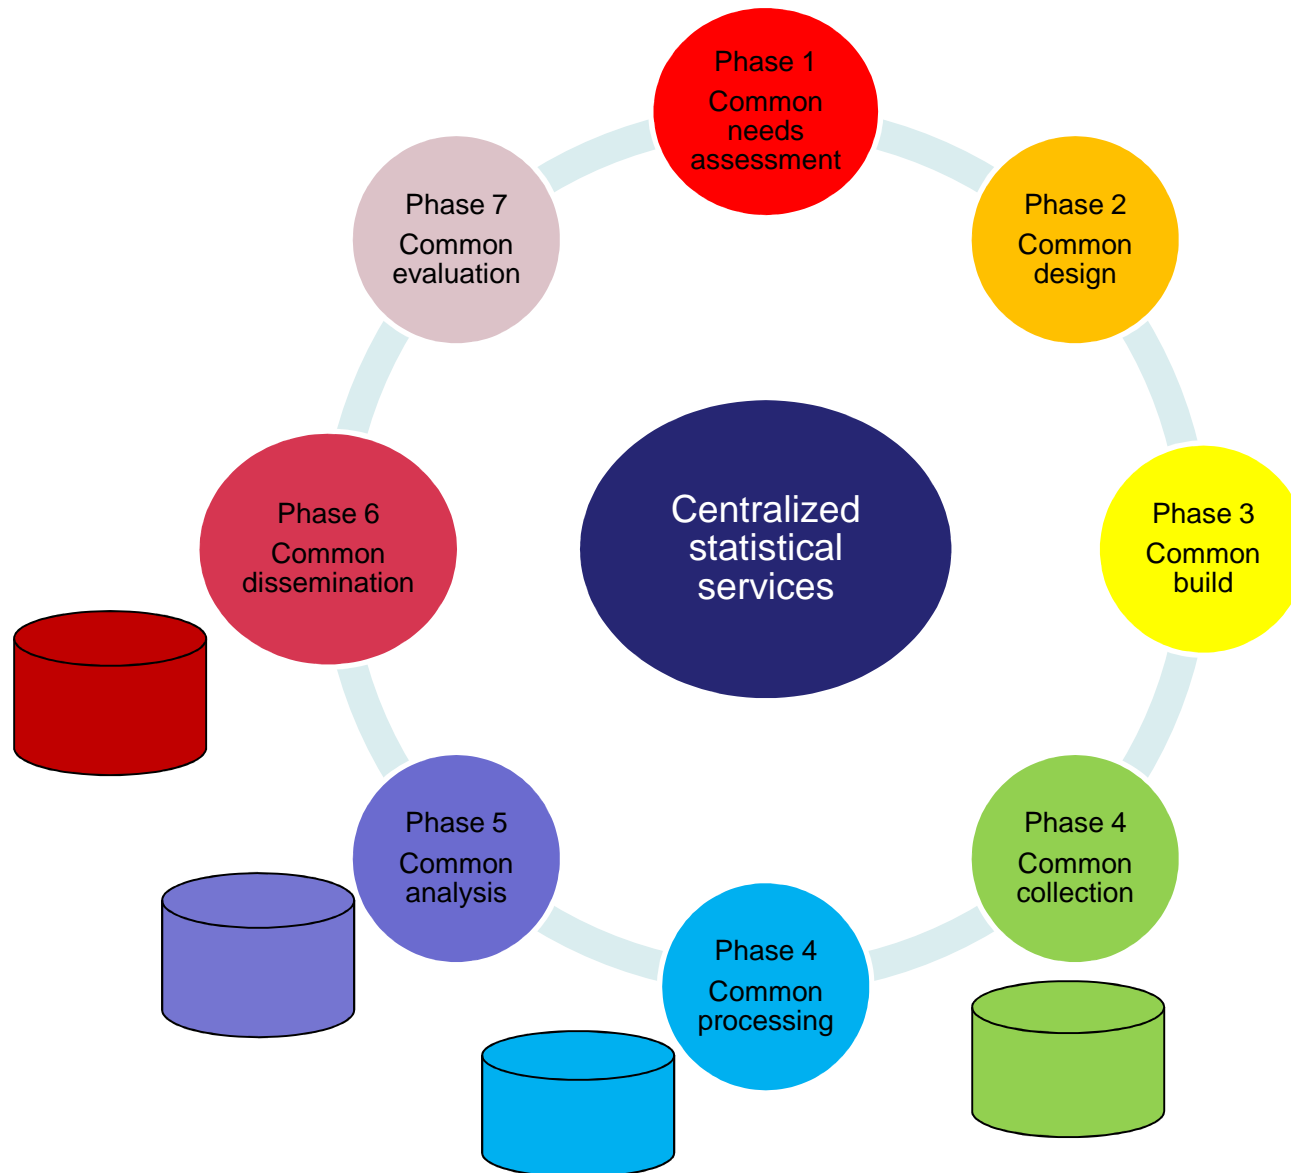 Phase 1
Common
needs
assessment
Phase 2
Common
design
Phase 3
Common
build
Phase 4
Common
collection
Phase 4
Common
processing
Phase 5
Common
analysis
Phase 6
Common
dissemination
Phase 7
Common
evaluation
Centralized
statistical
services